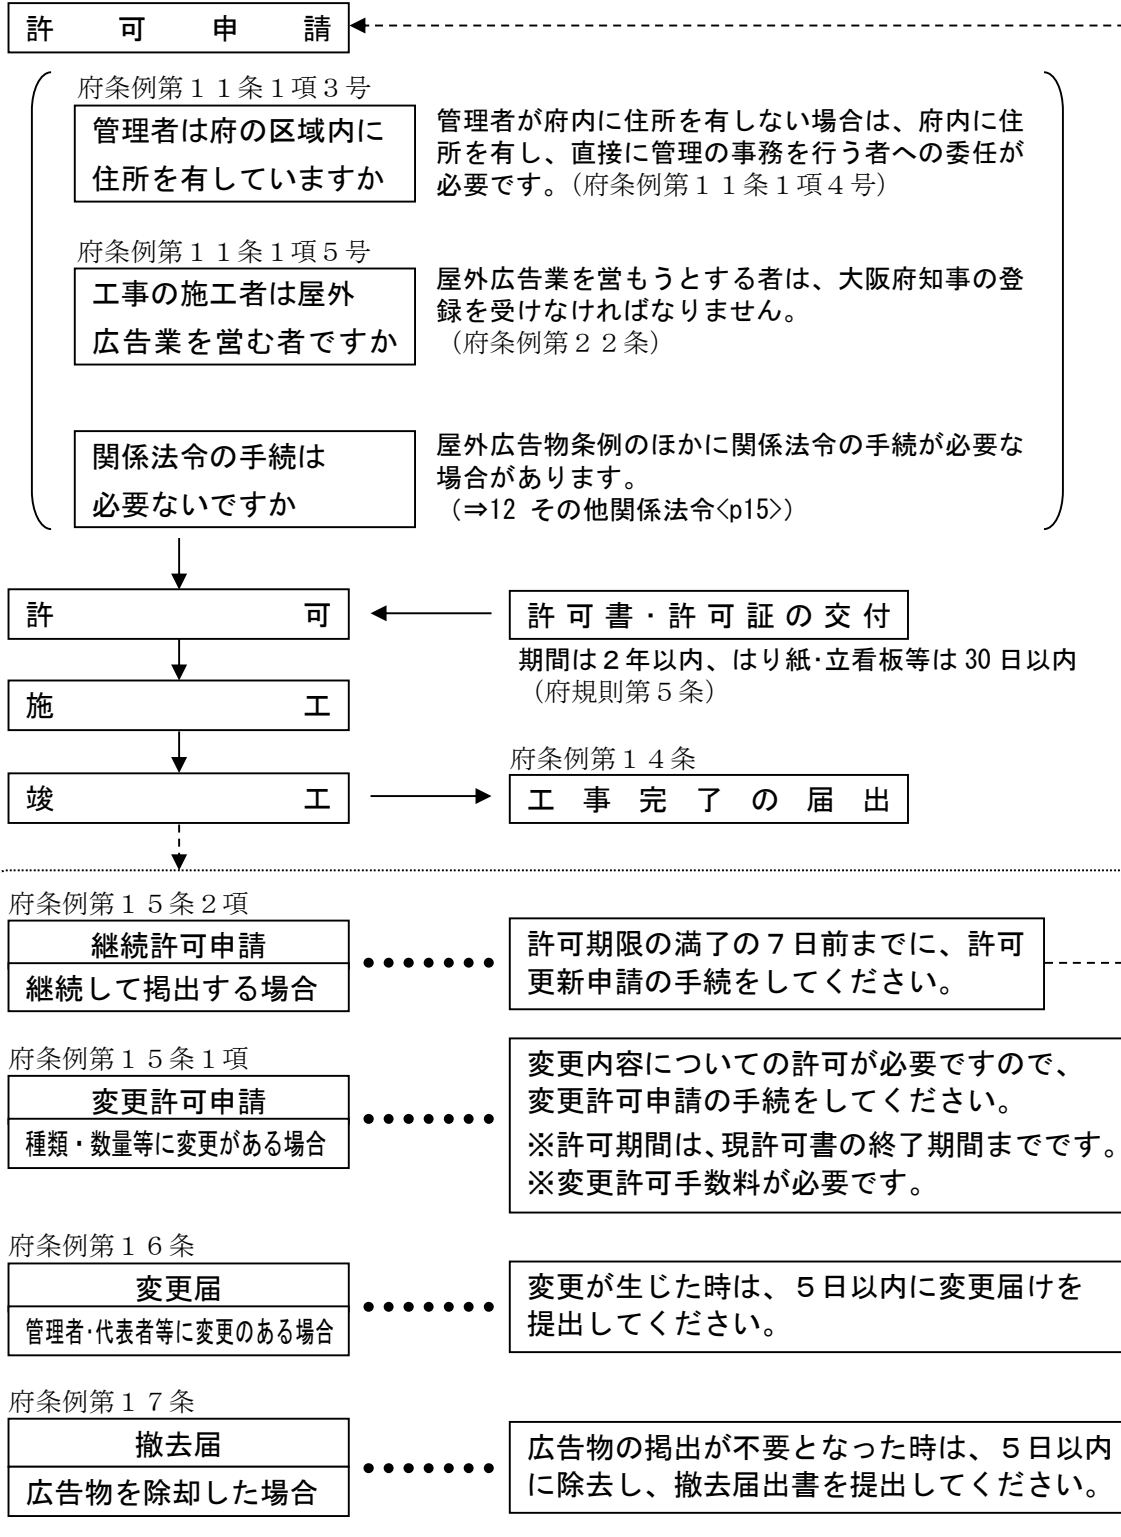 許可申請
府条例第１１条１項３号
管理者は府の区域内に
住所を有していますか
管理者が府内に住所を有しない場合は、府内に住
所を有し、直接に管理の事務を行う者への委任が
必要です。（府条例第１１条１項４号）
府条例第１１条１項５号
工事の施工者は屋外
広告業を営む者ですか
屋外広告業を営もうとする者は、大阪府知事の登
録を受けなければなりません。
（府条例第２２条）
関係法令の手続は
必要ないですか
屋外広告物条例のほかに関係法令の手続が必要な
場合があります。
（⇒12 その他関係法令<p15>）
許可
許可書・許可証の交付
期間は２年以内、はり紙・立看板等は 30 日以内
（府規則第５条）
施工
府条例第１４条
竣工
工事完了の届出
府条例第１５条２項
継続許可申請
継続して掲出する場合
許可期限の満了の７日前までに、許可
更新申請の手続をしてください。
府条例第１５条１項
変更許可申請
種類・数量等に変更がある場合
変更内容についての許可が必要ですので、
変更許可申請の手続をしてください。
※許可期間は、現許可書の終了期間までです。
※変更許可手数料が必要です。
府条例第１６条
変更届
管理者・代表者等に変更のある場合
変更が生じた時は、５日以内に変更届けを
提出してください。
府条例第１７条
撤去届
広告物を除却した場合
広告物の掲出が不要となった時は、５日以内
に除去し、撤去届出書を提出してください。